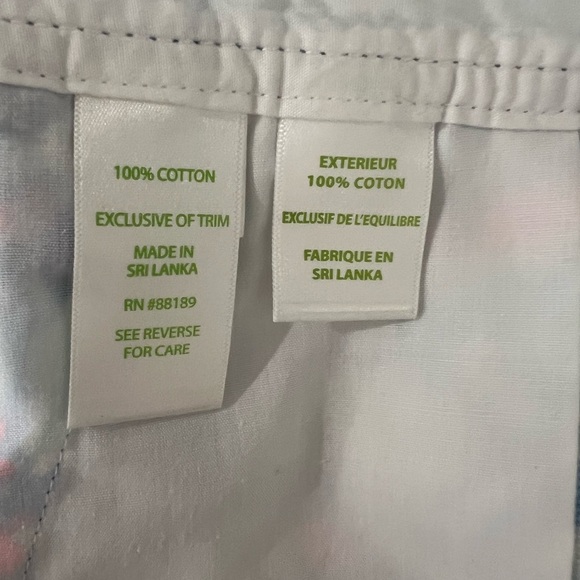 100% COTTON
EXCLUSIVE OF TRIM
MADE IN
SRI LANKA
RN #88189
SEE REVERSE
FOR CARE
EXTERIEUR
100% COTON
EXCLUSIF DE L'EQUILIBRE
FABRIQUE EN
SRI LANKA